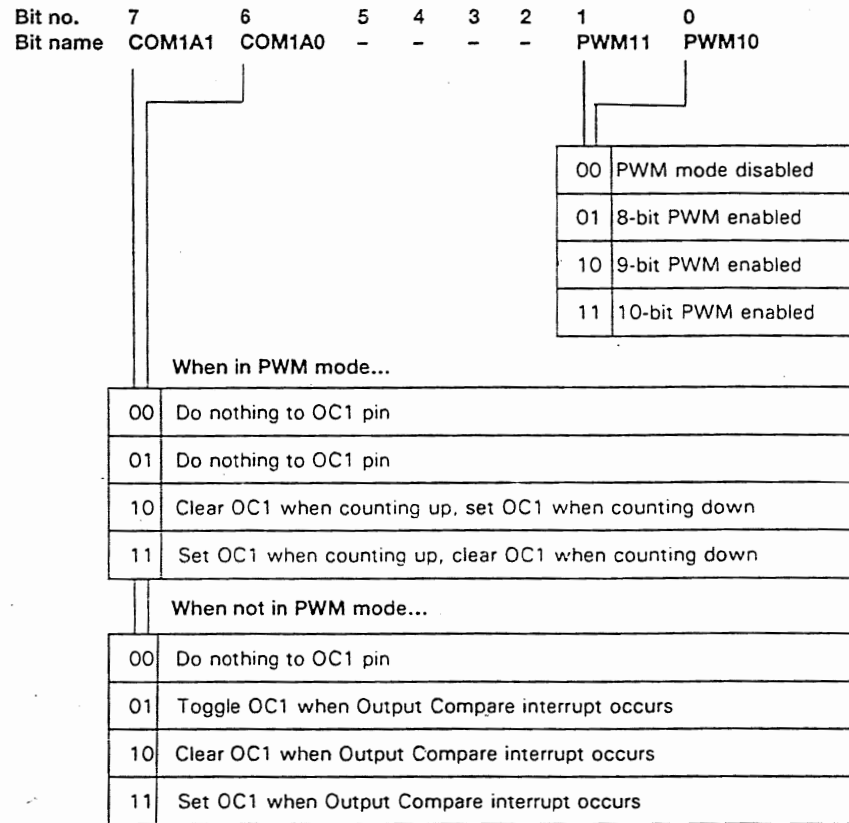 Bit no. 7 6 5 4 3 2 1 0
Bit name COM1A1 COM1A0 – – – – PWM11 PWM10
00 PWM mode disabled
01 8-bit PWM enabled
10 9-bit PWM enabled
11 10-bit PWM enabled
When in PWM mode...
00 Do nothing to OC1 pin
01 Do nothing to OC1 pin
10 Clear OC1 when counting up, set OC1 when counting down
11 Set OC1 when counting up, clear OC1 when counting down
When not in PWM mode...
00 Do nothing to OC1 pin
01 Toggle OC1 when Output Compare interrupt occurs
10 Clear OC1 when Output Compare interrupt occurs
11 Set OC1 when Output Compare interrupt occurs